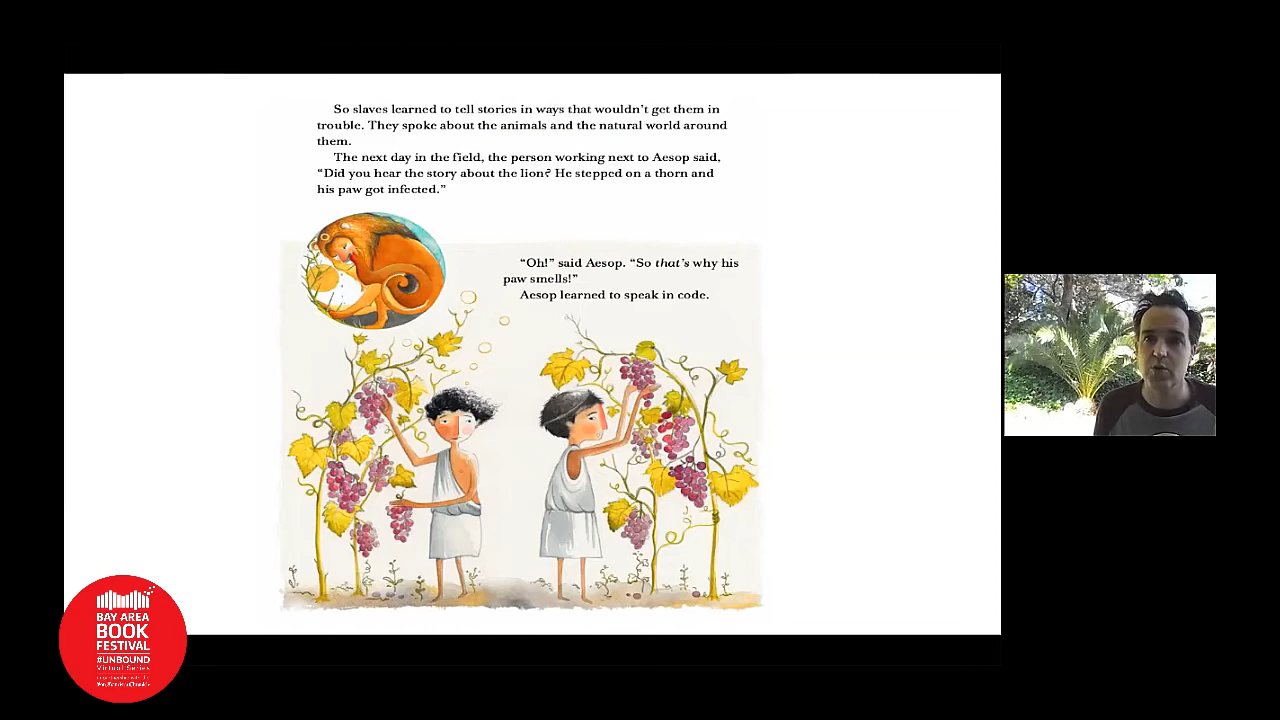 So slaves learned to tell stories in ways that wouldn't get them in
trouble. They spoke about the animals and the natural world around
them.
The next day in the field, the person working next to Aesop said,
“Did you hear the story about the lion? He stepped on a thorn and
his paw got infected.”
“Oh!” said Aesop. “So that's why his
paw smells!”
Aesop learned to speak in code.
BAY AREA
BOOK
FESTIVAL
#UNBOUND
Virtual Series